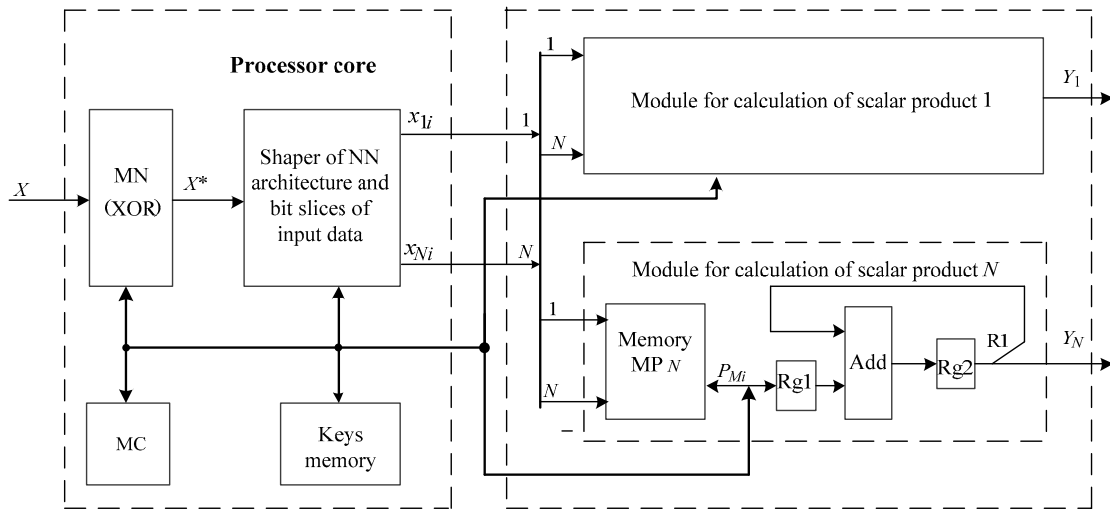 Processor core
X
MN
(XOR)
X*
Shaper of NN
architecture and
bit slices of
input data
x1i
xNi
MC
Keys
memory
1
N
1
N
Module for calculation of scalar product 1
Y1
Module for calculation of scalar product N
1
N
Memory
MP N
PMi
Rg1
Add
Rg2
R1
YN